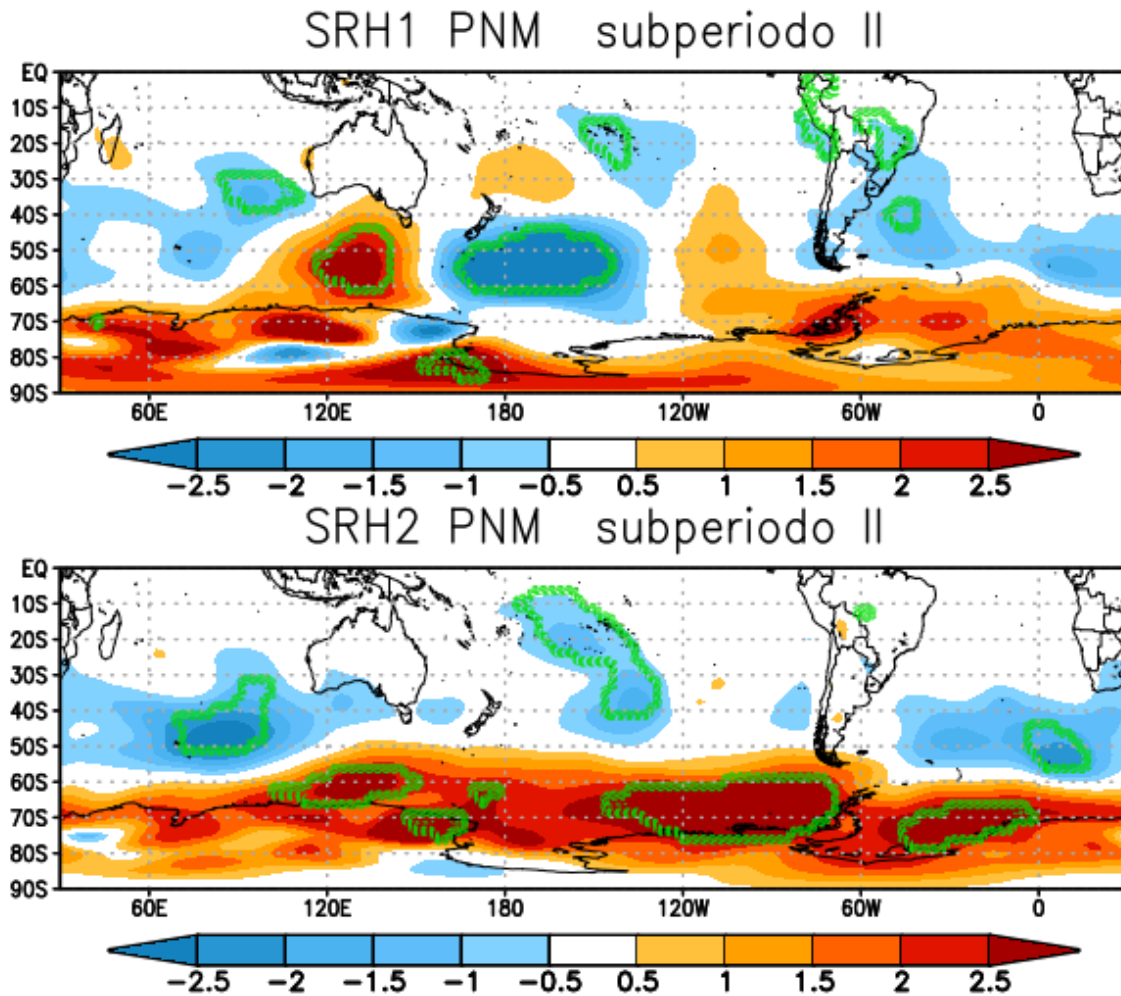 SRH1 PNM subperiodo II
EQ
10S
20S
30S
40S
50S
60S
70S
80S
90S
60E 120E 180 120W 60W 0
-2.5 -2 -1.5 -1 -0.5 0.5 1 1.5 2 2.5
SRH2 PNM subperiodo II
EQ
10S
20S
30S
40S
50S
60S
70S
80S
90S
60E 120E 180 120W 60W 0
-2.5 -2 -1.5 -1 -0.5 0.5 1 1.5 2 2.5